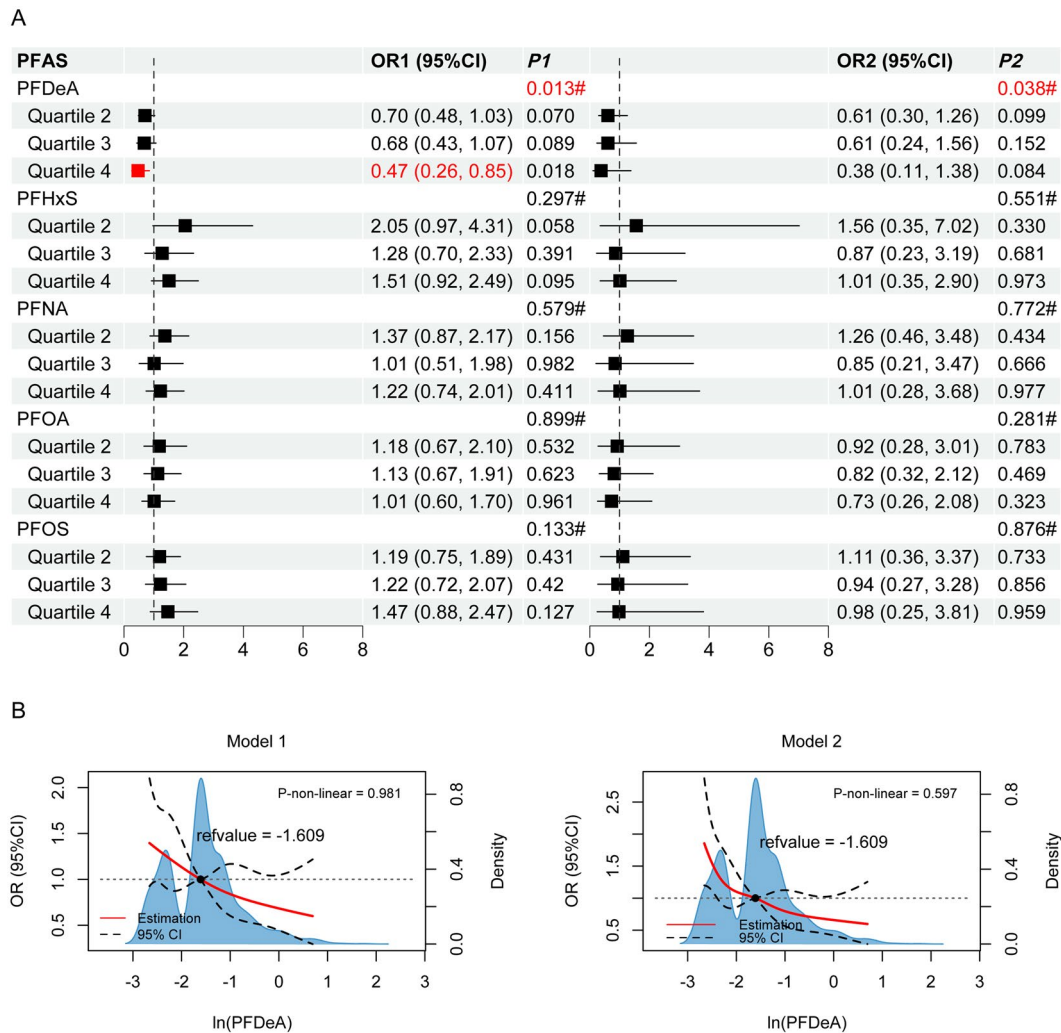 A
PFAS OR1 (95%CI) P1 OR2 (95%CI) P2
PFDeA 0.013# 0.038#
Quartile 2 0.70 (0.48, 1.03) 0.070 0.61 (0.30, 1.26) 0.099
Quartile 3 0.68 (0.43, 1.07) 0.089 0.61 (0.24, 1.56) 0.152
Quartile 4 0.47 (0.26, 0.85) 0.018 0.38 (0.11, 1.38) 0.084
PFHxS 0.297# 0.551#
Quartile 2 2.05 (0.97, 4.31) 0.058 1.56 (0.35, 7.02) 0.330
Quartile 3 1.28 (0.70, 2.33) 0.391 0.87 (0.23, 3.19) 0.681
Quartile 4 1.51 (0.92, 2.49) 0.095 1.01 (0.35, 2.90) 0.973
PFNA 0.579# 0.772#
Quartile 2 1.37 (0.87, 2.17) 0.156 1.26 (0.46, 3.48) 0.434
Quartile 3 1.01 (0.51, 1.98) 0.982 0.85 (0.21, 3.47) 0.666
Quartile 4 1.22 (0.74, 2.01) 0.411 1.01 (0.28, 3.68) 0.977
PFOA 0.899# 0.281#
Quartile 2 1.18 (0.67, 2.10) 0.532 0.92 (0.28, 3.01) 0.783
Quartile 3 1.13 (0.67, 1.91) 0.623 0.82 (0.32, 2.12) 0.469
Quartile 4 1.01 (0.60, 1.70) 0.961 0.73 (0.26, 2.08) 0.323
PFOS 0.133# 0.876#
Quartile 2 1.19 (0.75, 1.89) 0.431 1.11 (0.36, 3.37) 0.733
Quartile 3 1.22 (0.72, 2.07) 0.42 0.94 (0.27, 3.28) 0.856
Quartile 4 1.47 (0.88, 2.47) 0.127 0.98 (0.25, 3.81) 0.959
0 2 4 6 8 0 2 4 6 8
B
Model 1
OR (95%CI)
2.0
1.5
1.0
0.5
P-non-linear = 0.981
refvalue = -1.609
Estimation
95% CI
0.8
0.4
0.0
Density
-3 -2 -1 0 1 2 3
ln(PFDeA)
Model 2
OR (95%CI)
2.5
1.5
0.5
P-non-linear = 0.597
refvalue = -1.609
Estimation
95% CI
0.8
0.4
0.0
Density
-3 -2 -1 0 1 2 3
ln(PFDeA)